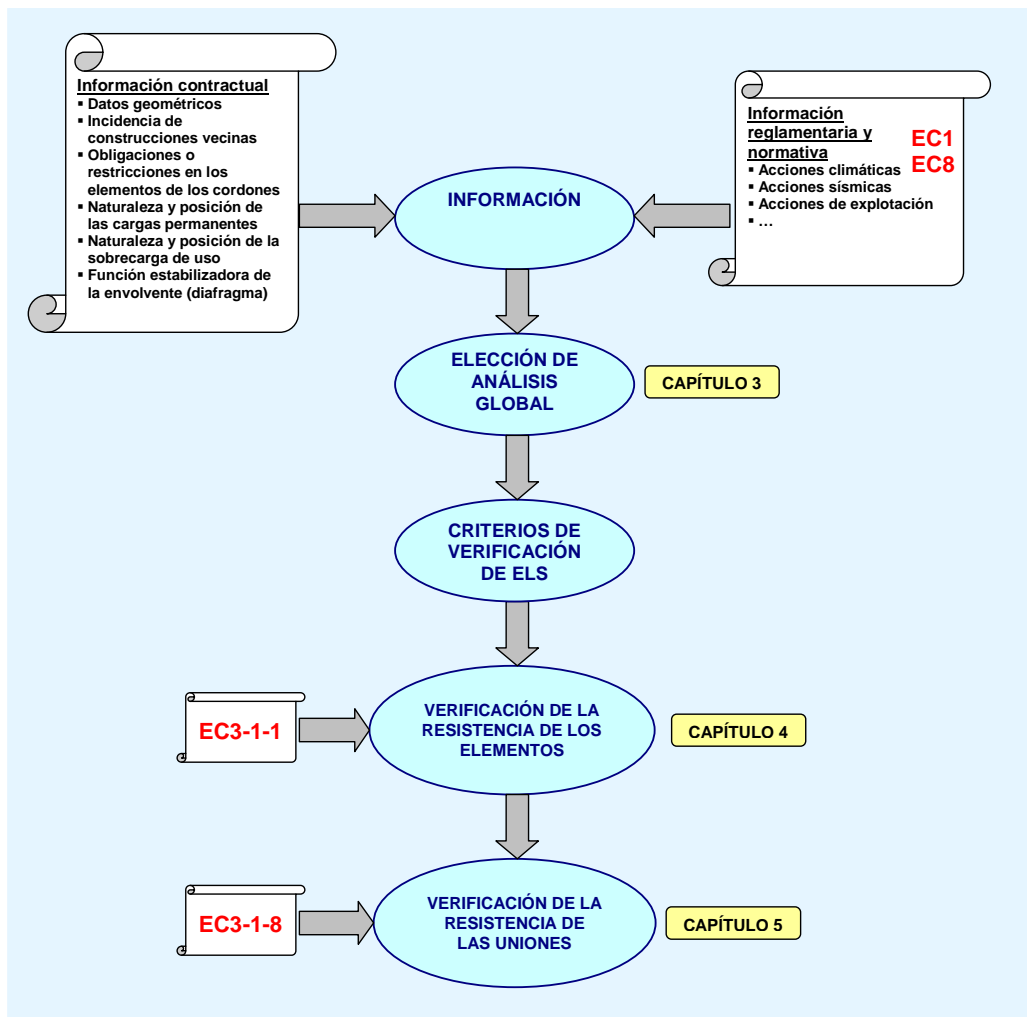 Información contractual
▪ Datos geométricos
▪ Incidencia de
construcciones vecinas
▪ Obligaciones o
restricciones en los
elementos de los cordones
▪ Naturaleza y posición de
las cargas permanentes
▪ Naturaleza y posición de la
sobrecarga de uso
▪ Función estabilizadora de
la envolvente (diafragma)
INFORMACIÓN
Información
reglamentaria y
normativa
▪ Acciones climáticas
▪ Acciones sísmicas
▪ Acciones de explotación
▪ …
EC1
EC8
ELECCIÓN DE
ANÁLISIS
GLOBAL
CAPÍTULO 3
CRITERIOS DE
VERIFICACIÓN
DE ELS
EC3-1-1
VERIFICACIÓN DE LA
RESISTENCIA DE LOS
ELEMENTOS
CAPÍTULO 4
EC3-1-8
VERIFICACIÓN DE LA
RESISTENCIA DE
LAS UNIONES
CAPÍTULO 5